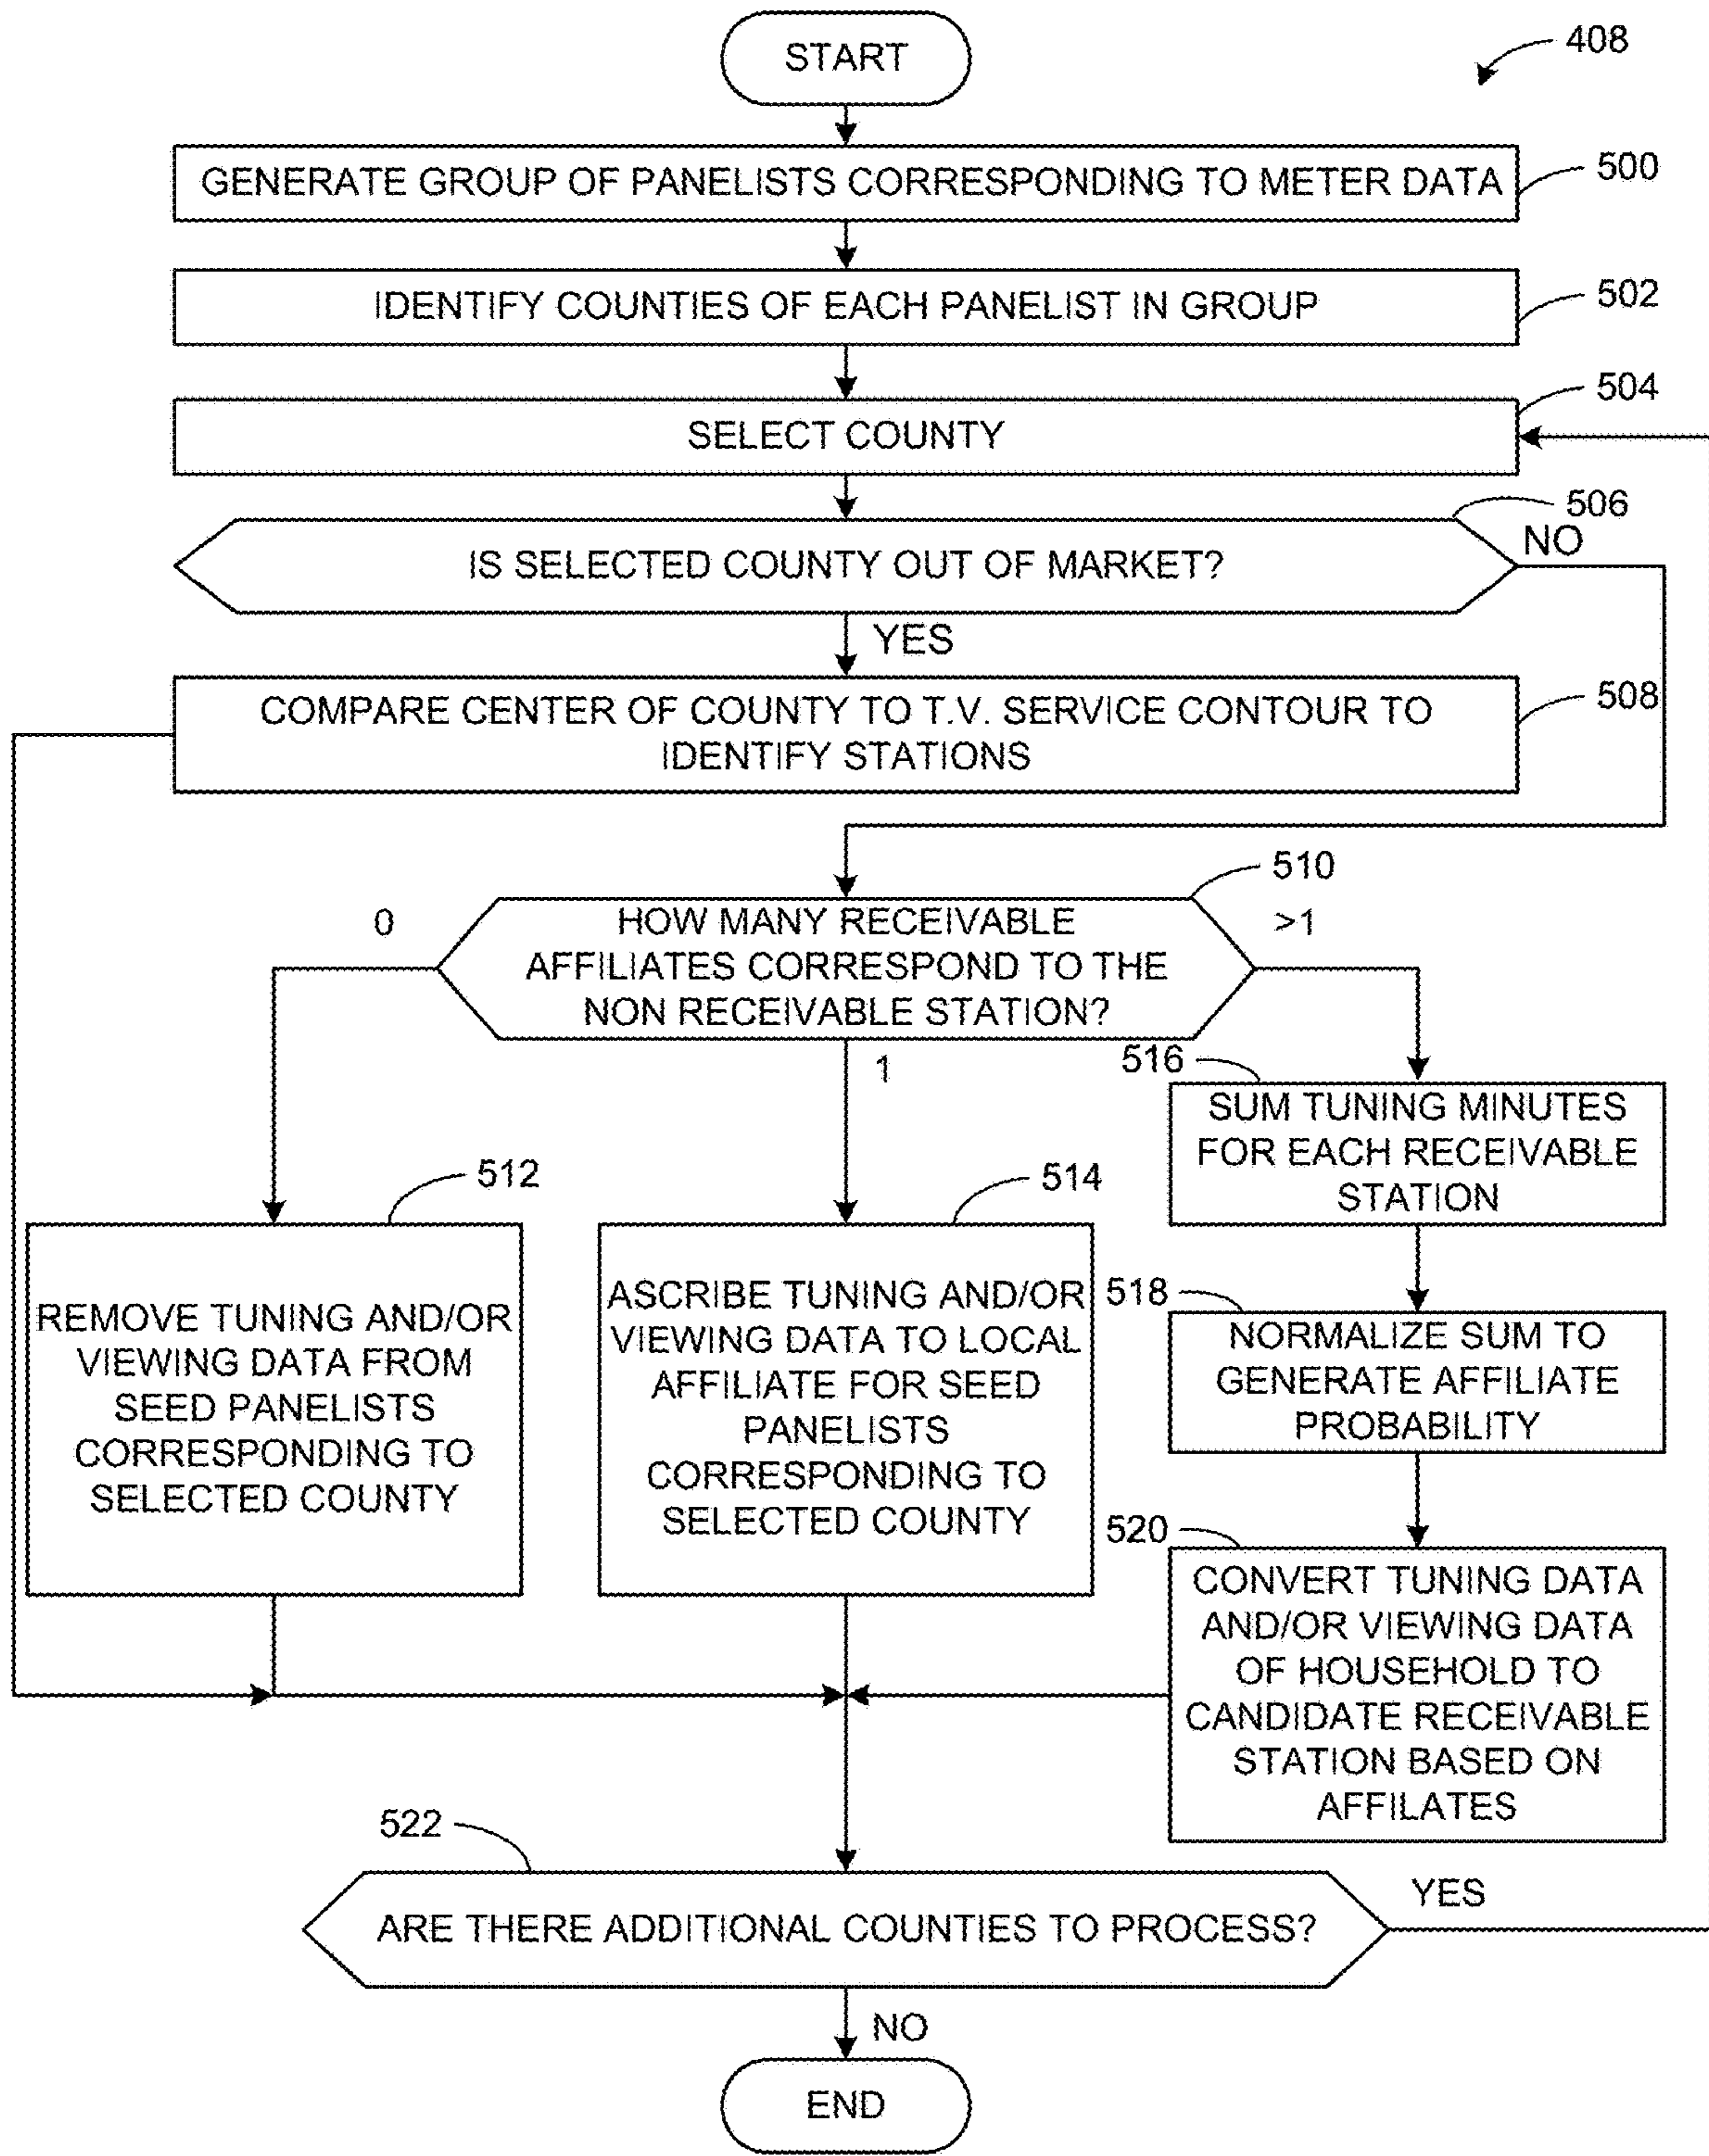 START
408
GENERATE GROUP OF PANELISTS CORRESPONDING TO METER DATA
500
IDENTIFY COUNTIES OF EACH PANELIST IN GROUP
502
504
SELECT COUNTY
506
IS SELECTED COUNTY OUT OF MARKET?
NO
YES
COMPARE CENTER OF COUNTY TO T.V. SERVICE CONTOUR TO
IDENTIFY STATIONS
508
510
0
HOW MANY RECEIVABLE
AFFILIATES CORRESPOND TO THE
NON RECEIVABLE STATION?
>1
1
516
SUM TUNING MINUTES
FOR EACH RECEIVABLE
STATION
512
REMOVE TUNING AND/OR
VIEWING DATA FROM
SEED PANELISTS
CORRESPONDING TO
SELECTED COUNTY
514
ASCRIBE TUNING AND/OR
VIEWING DATA TO LOCAL
AFFILIATE FOR SEED
PANELISTS
CORRESPONDING TO
SELECTED COUNTY
518
NORMALIZE SUM TO
GENERATE AFFILIATE
PROBABILITY
520
CONVERT TUNING DATA
AND/OR VIEWING DATA
OF HOUSEHOLD TO
CANDIDATE RECEIVABLE
STATION BASED ON
AFFILATES
522
ARE THERE ADDITIONAL COUNTIES TO PROCESS?
YES
NO
END